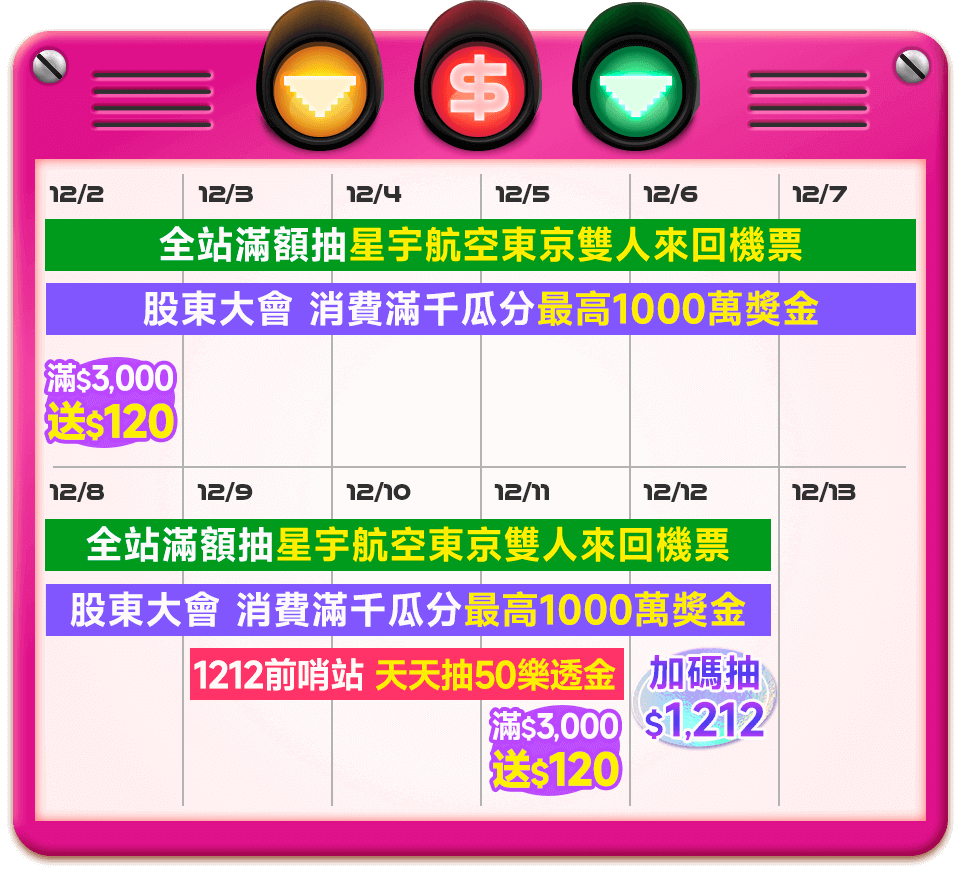 $
12/2 12/3 12/4 12/5 12/6 12/7
全站滿額抽星宇航空東京雙人來回機票
股東大會 消費滿千瓜分最高1000萬獎金
滿$3,000
送$120
12/8 12/9 12/10 12/11 12/12 12/13
全站滿額抽星宇航空東京雙人來回機票
股東大會 消費滿千瓜分最高1000萬獎金
1212前哨站 天天抽50樂透金
加碼抽
$1,212
滿$3,000
送$120